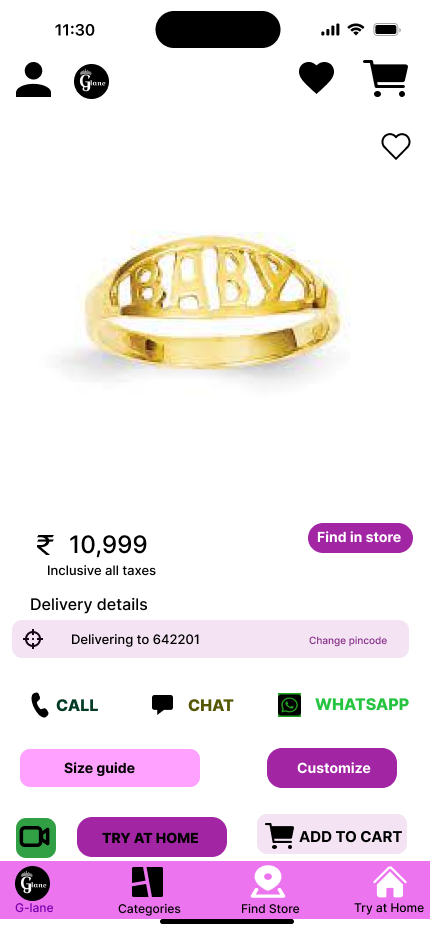 11:30
G-lane
BABY
₹ 10,999
Find in store
Inclusive all taxes
Delivery details
Delivering to 642201
Change pincode
CALL
CHAT
WHATSAPP
Size guide
Customize
TRY AT HOME
ADD TO CART
Glane
G-lane
Categories
Find Store
Try at Home